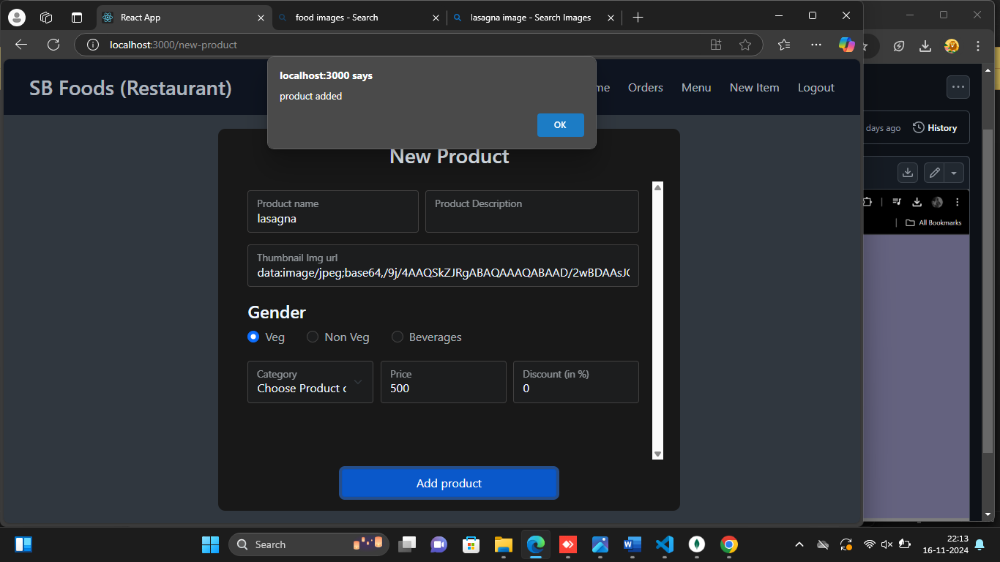 React App
food images - Search
lasagna image - Search Images
localhost:3000/new-product
SB Foods (Restaurant)
me
Orders
Menu
New Item
Logout
localhost:3000 says
product added
OK
days ago
History
All Bookmarks
New Product
Product name
lasagna
Product Description
Thumbnail Img url
data:image/jpeg;base64,/9j/4AAQSkZJRgABAQAAAQABAAD/2wBDAAsJC
Gender
Veg
Non Veg
Beverages
Category
Choose Product c
Price
500
Discount (in %)
0
Add product
Search
22:13
16-11-2024